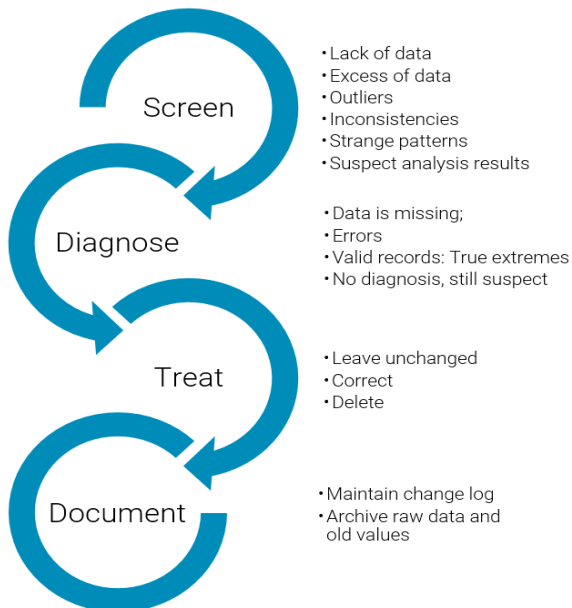 Screen
• Lack of data
• Excess of data
• Outliers
• Inconsistencies
• Strange patterns
• Suspect analysis results
Diagnose
• Data is missing;
• Errors
• Valid records: True extremes
• No diagnosis, still suspect
Treat
• Leave unchanged
• Correct
• Delete
Document
• Maintain change log
• Archive raw data and
old values